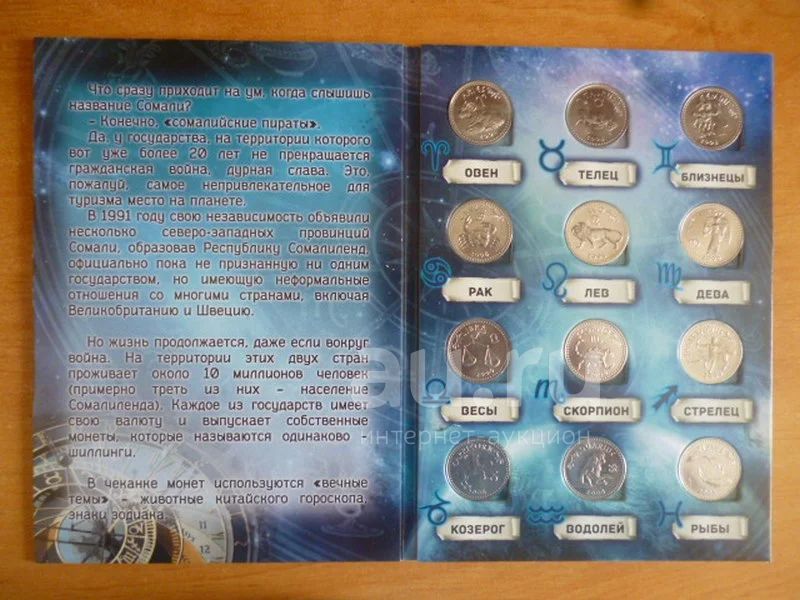 Что сразу приходит на ум, когда слышишь
название Сомали?
– Конечно, «сомалийские пираты».
Да, у государства, на территории которого
вот уже более 20 лет не прекращается
гражданская война, дурная слава. Это,
пожалуй, самое непривлекательное для
туризма место на планете.
В 1991 году свою независимость объявили
несколько северо-западных провинций
Сомали, образовав Республику Сомалиленд,
официально пока не признанную ни одним
государством, но имеющую неформальные
отношения со многими странами, включая
Великобританию и Швецию.
Но жизнь продолжается, даже если вокруг
война. На территории этих двух стран
проживает около 10 миллионов человек
(примерно треть из них – население
Сомалиленда). Каждое из государств имеет
свою валюту и выпускает собственные
монеты, которые называются одинаково –
шиллинги.
В чеканке монет используются «вечные
темы» – животные китайского гороскопа,
знаки зодиака.
11
12
ОВЕН
ТЕЛЕЦ
БЛИЗНЕЦЫ
РАК
ЛЕВ
ДЕВА
ВЕСЫ
СКОРПИОН
СТРЕЛЕЦ
КОЗЕРОГ
ВОДОЛЕЙ
РЫБЫ
au.ru
интернет аукцион